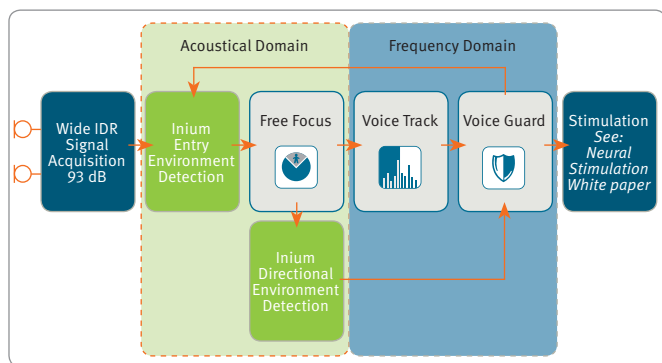 Acoustical Domain
Frequency Domain
Wide IDR
Signal
Acquisition
93 dB
Inium
Entry
Environment
Detection
Free Focus
Voice Track
Voice Guard
Stimulation
See:
Neural
Stimulation
White paper
Inium
Directional
Environment
Detection